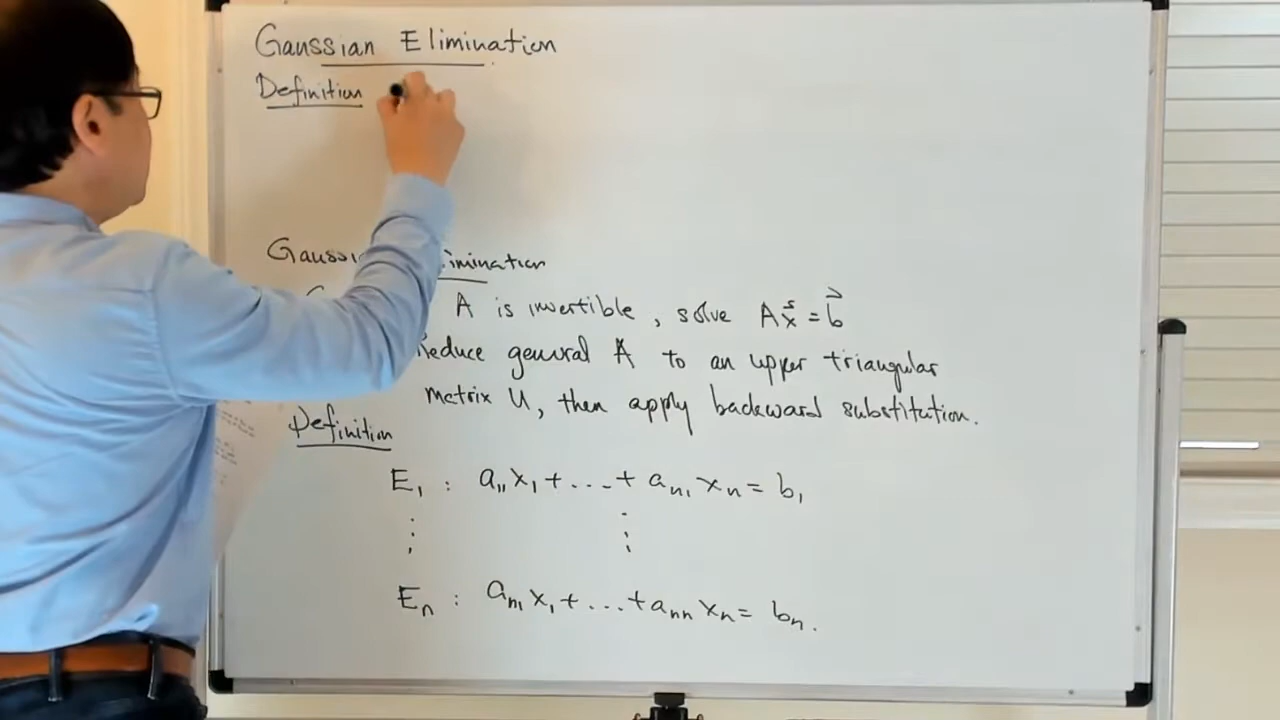 Gaussian Elimination
Definition
Gaussi imination
A is invertible, solve Ax⃗ = b⃗
Reduce general A to an upper triangular
matrix U, then apply backward substitution.
Definition
E₁ : a₁₁x₁ + ... + aₙ₁xₙ = b₁
⋮ ⋮
Eₙ : aₙ₁x₁ + ... + aₙₙxₙ = bₙ.